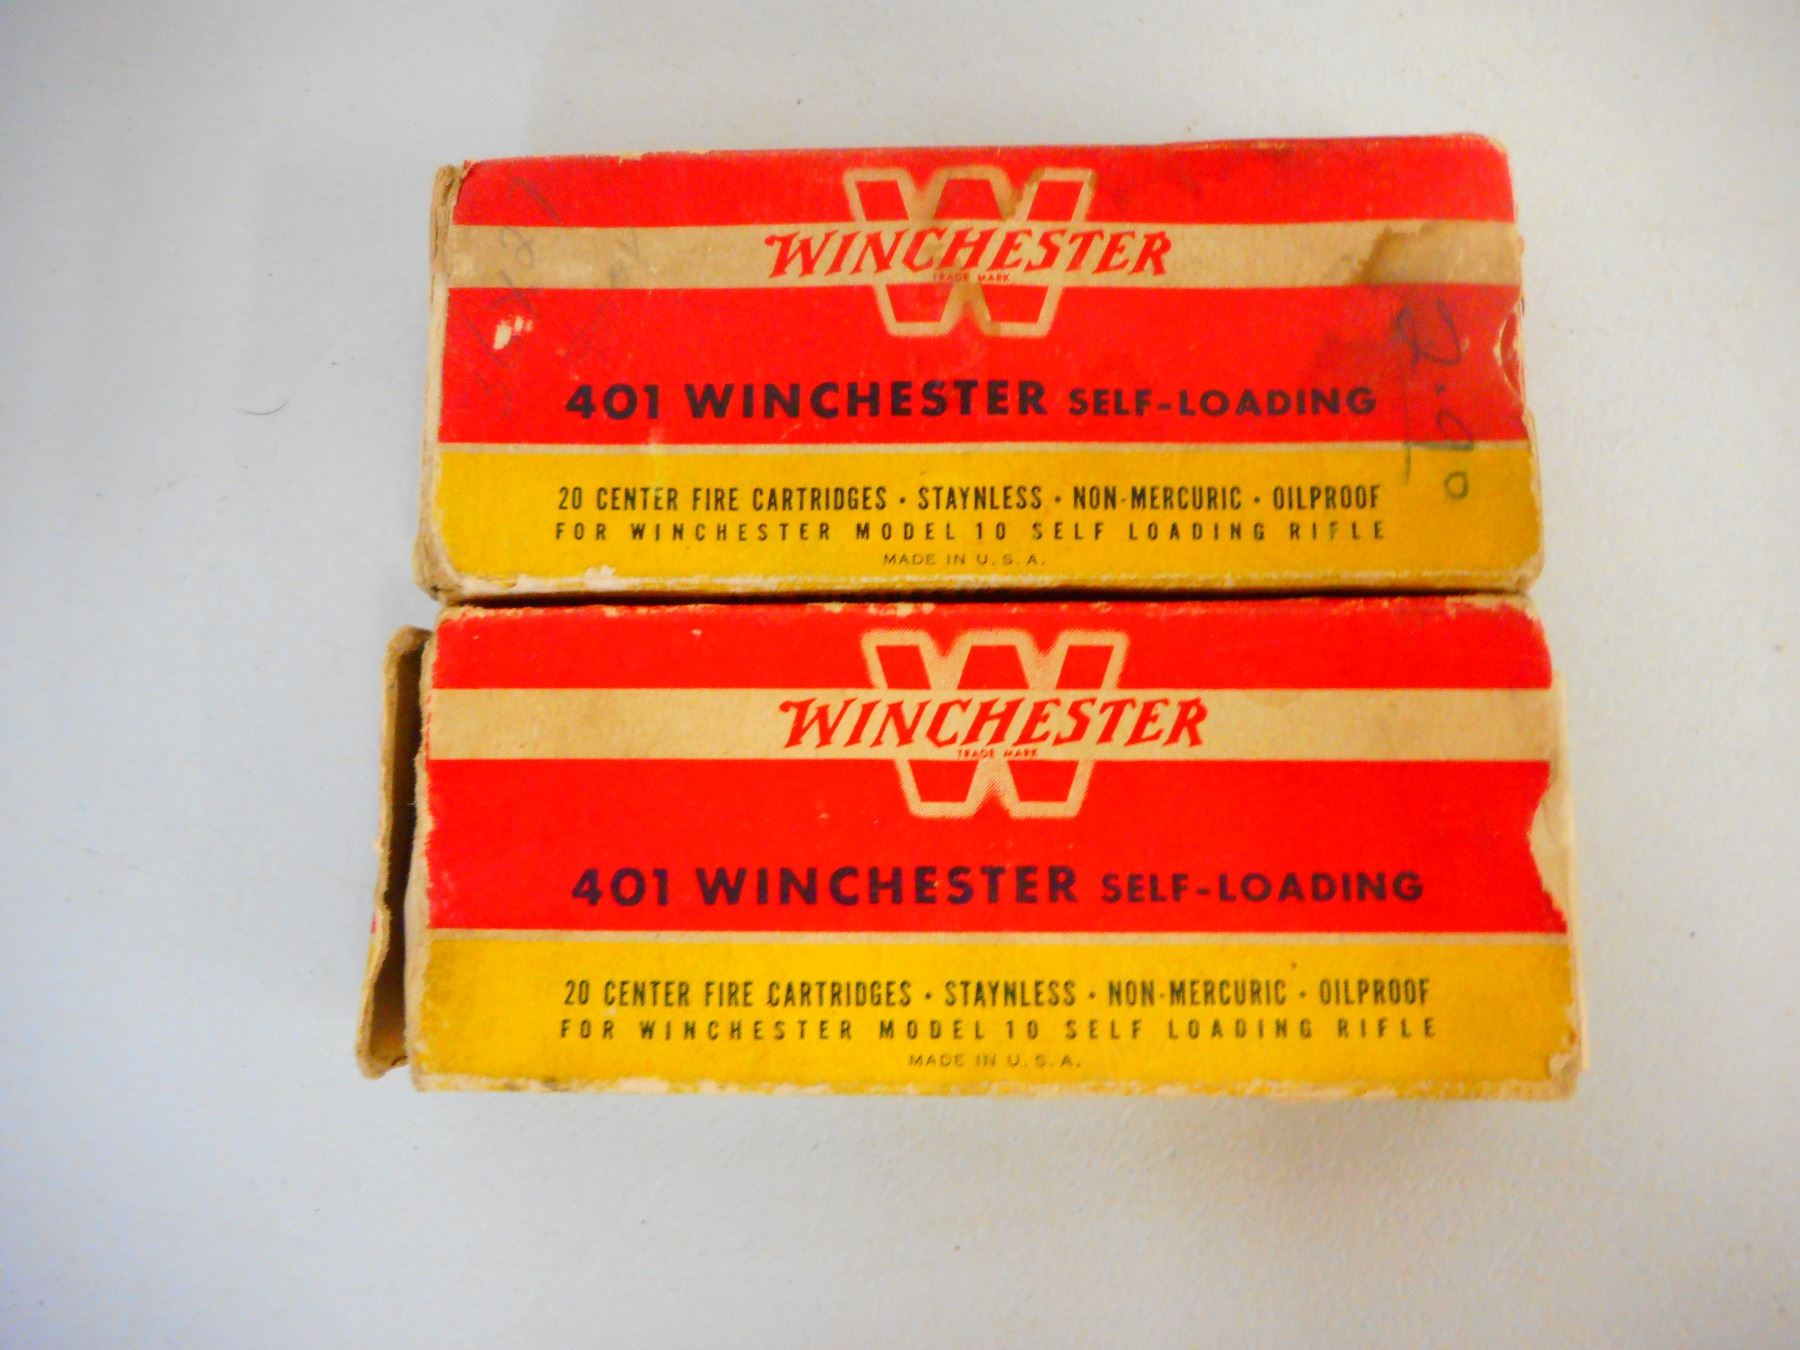 WINCHESTER
TRADE MARK
401 WINCHESTER SELF-LOADING
20 CENTER FIRE CARTRIDGES · STAYNLESS · NON-MERCURIC · OILPROOF
FOR WINCHESTER MODEL 10 SELF LOADING RIFLE
MADE IN U.S.A.
WINCHESTER
TRADE MARK
401 WINCHESTER SELF-LOADING
20 CENTER FIRE CARTRIDGES · STAYNLESS · NON-MERCURIC · OILPROOF
FOR WINCHESTER MODEL 10 SELF LOADING RIFLE
MADE IN U.S.A.